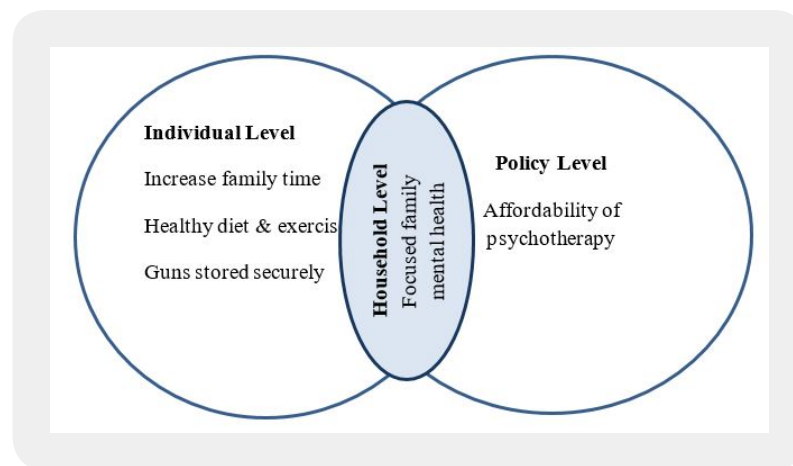 Individual Level
Increase family time
Healthy diet & exercis
Guns stored securely
Household Level
Focused family
mental health
Policy Level
Affordability of
psychotherapy